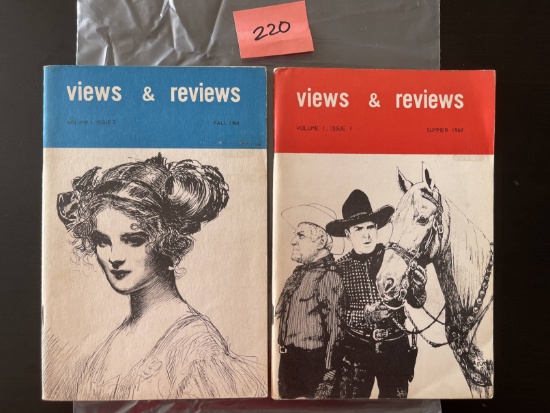 220
views & reviews
VOLUME 1, ISSUE 2
FALL 1969
views & reviews
VOLUME 1, ISSUE 1
SUMMER 1969